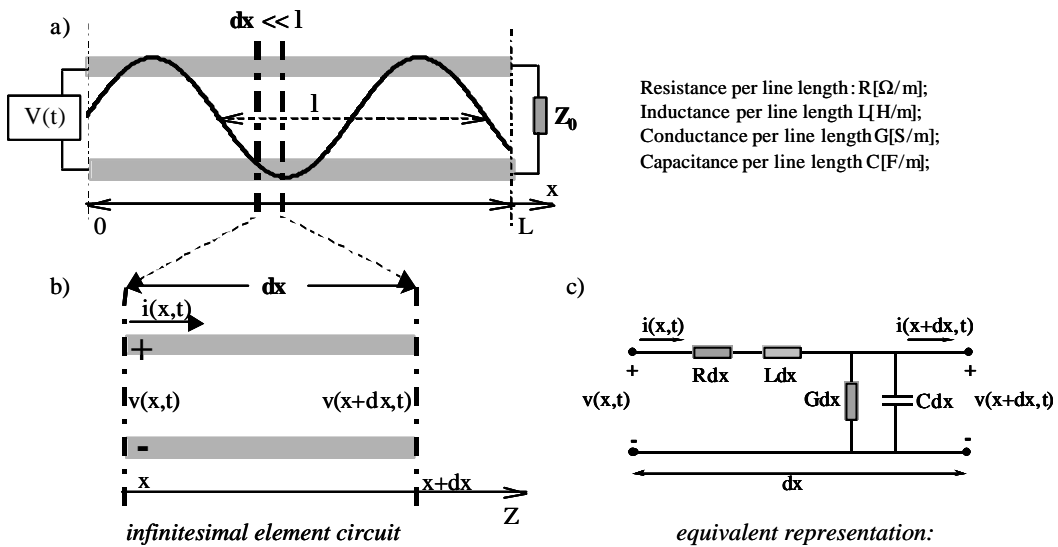 a)
dx << l
V(t)
l
Z₀
0
L
x
Resistance per line length: R[Ω/m];
Inductance per line length L[H/m];
Conductance per line length G[S/m];
Capacitance per line length C[F/m];
b)
dx
i(x,t)
+
v(x,t)
v(x+dx,t)
-
x
x+dx
Z
infinitesimal element circuit
c)
i(x,t)
i(x+dx,t)
+
+
Rdx
Ldx
v(x,t)
Gdx
Cdx
v(x+dx,t)
-
-
dx
equivalent representation: